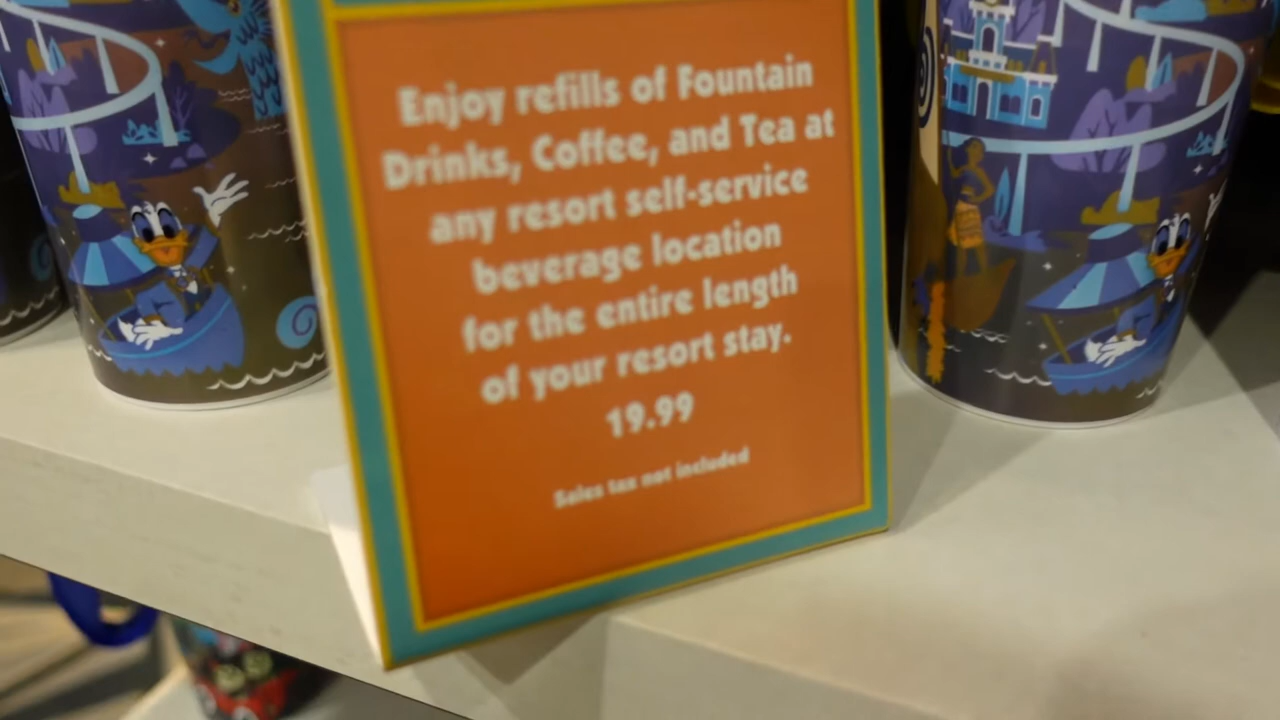 Enjoy refills of Fountain
Drinks, Coffee, and Tea at
any resort self-service
beverage location
for the entire length
of your resort stay.
19.99
Sales tax not included